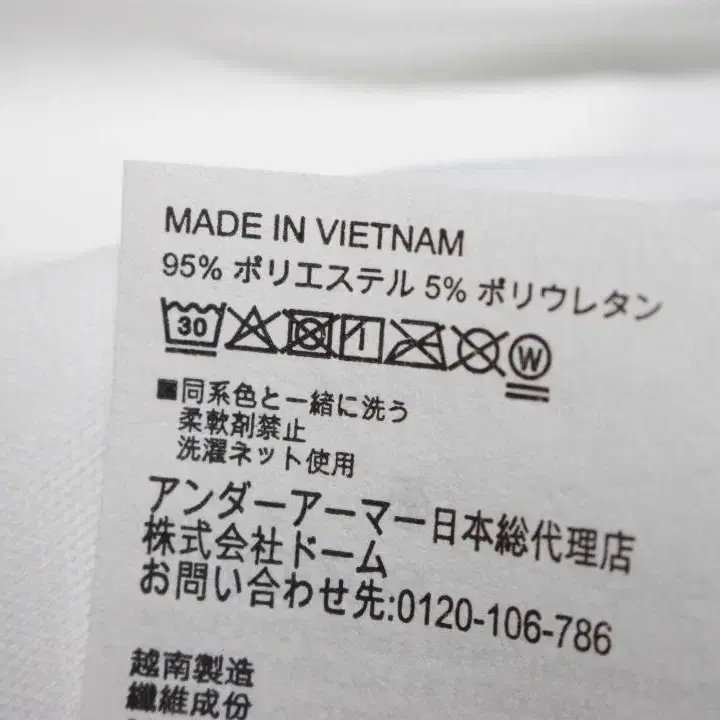 MADE IN VIETNAM
95% ポリエステル 5% ポリウレタン
30 W
■同系色と一緒に洗う
柔軟剤禁止
洗濯ネット使用
アンダーアーマー日本総代理店
株式会社ドーム
お問い合わせ先:0120-106-786
越南製造
纖維成份